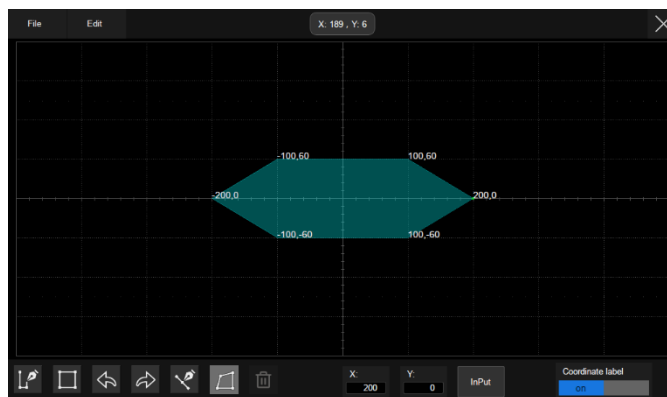 File Edit X: 189 , Y: 6
-100,60 100,60
-200,0 200,0
-100,-60 100,-60
X: Y: Coordinate label
200 0 InPut on